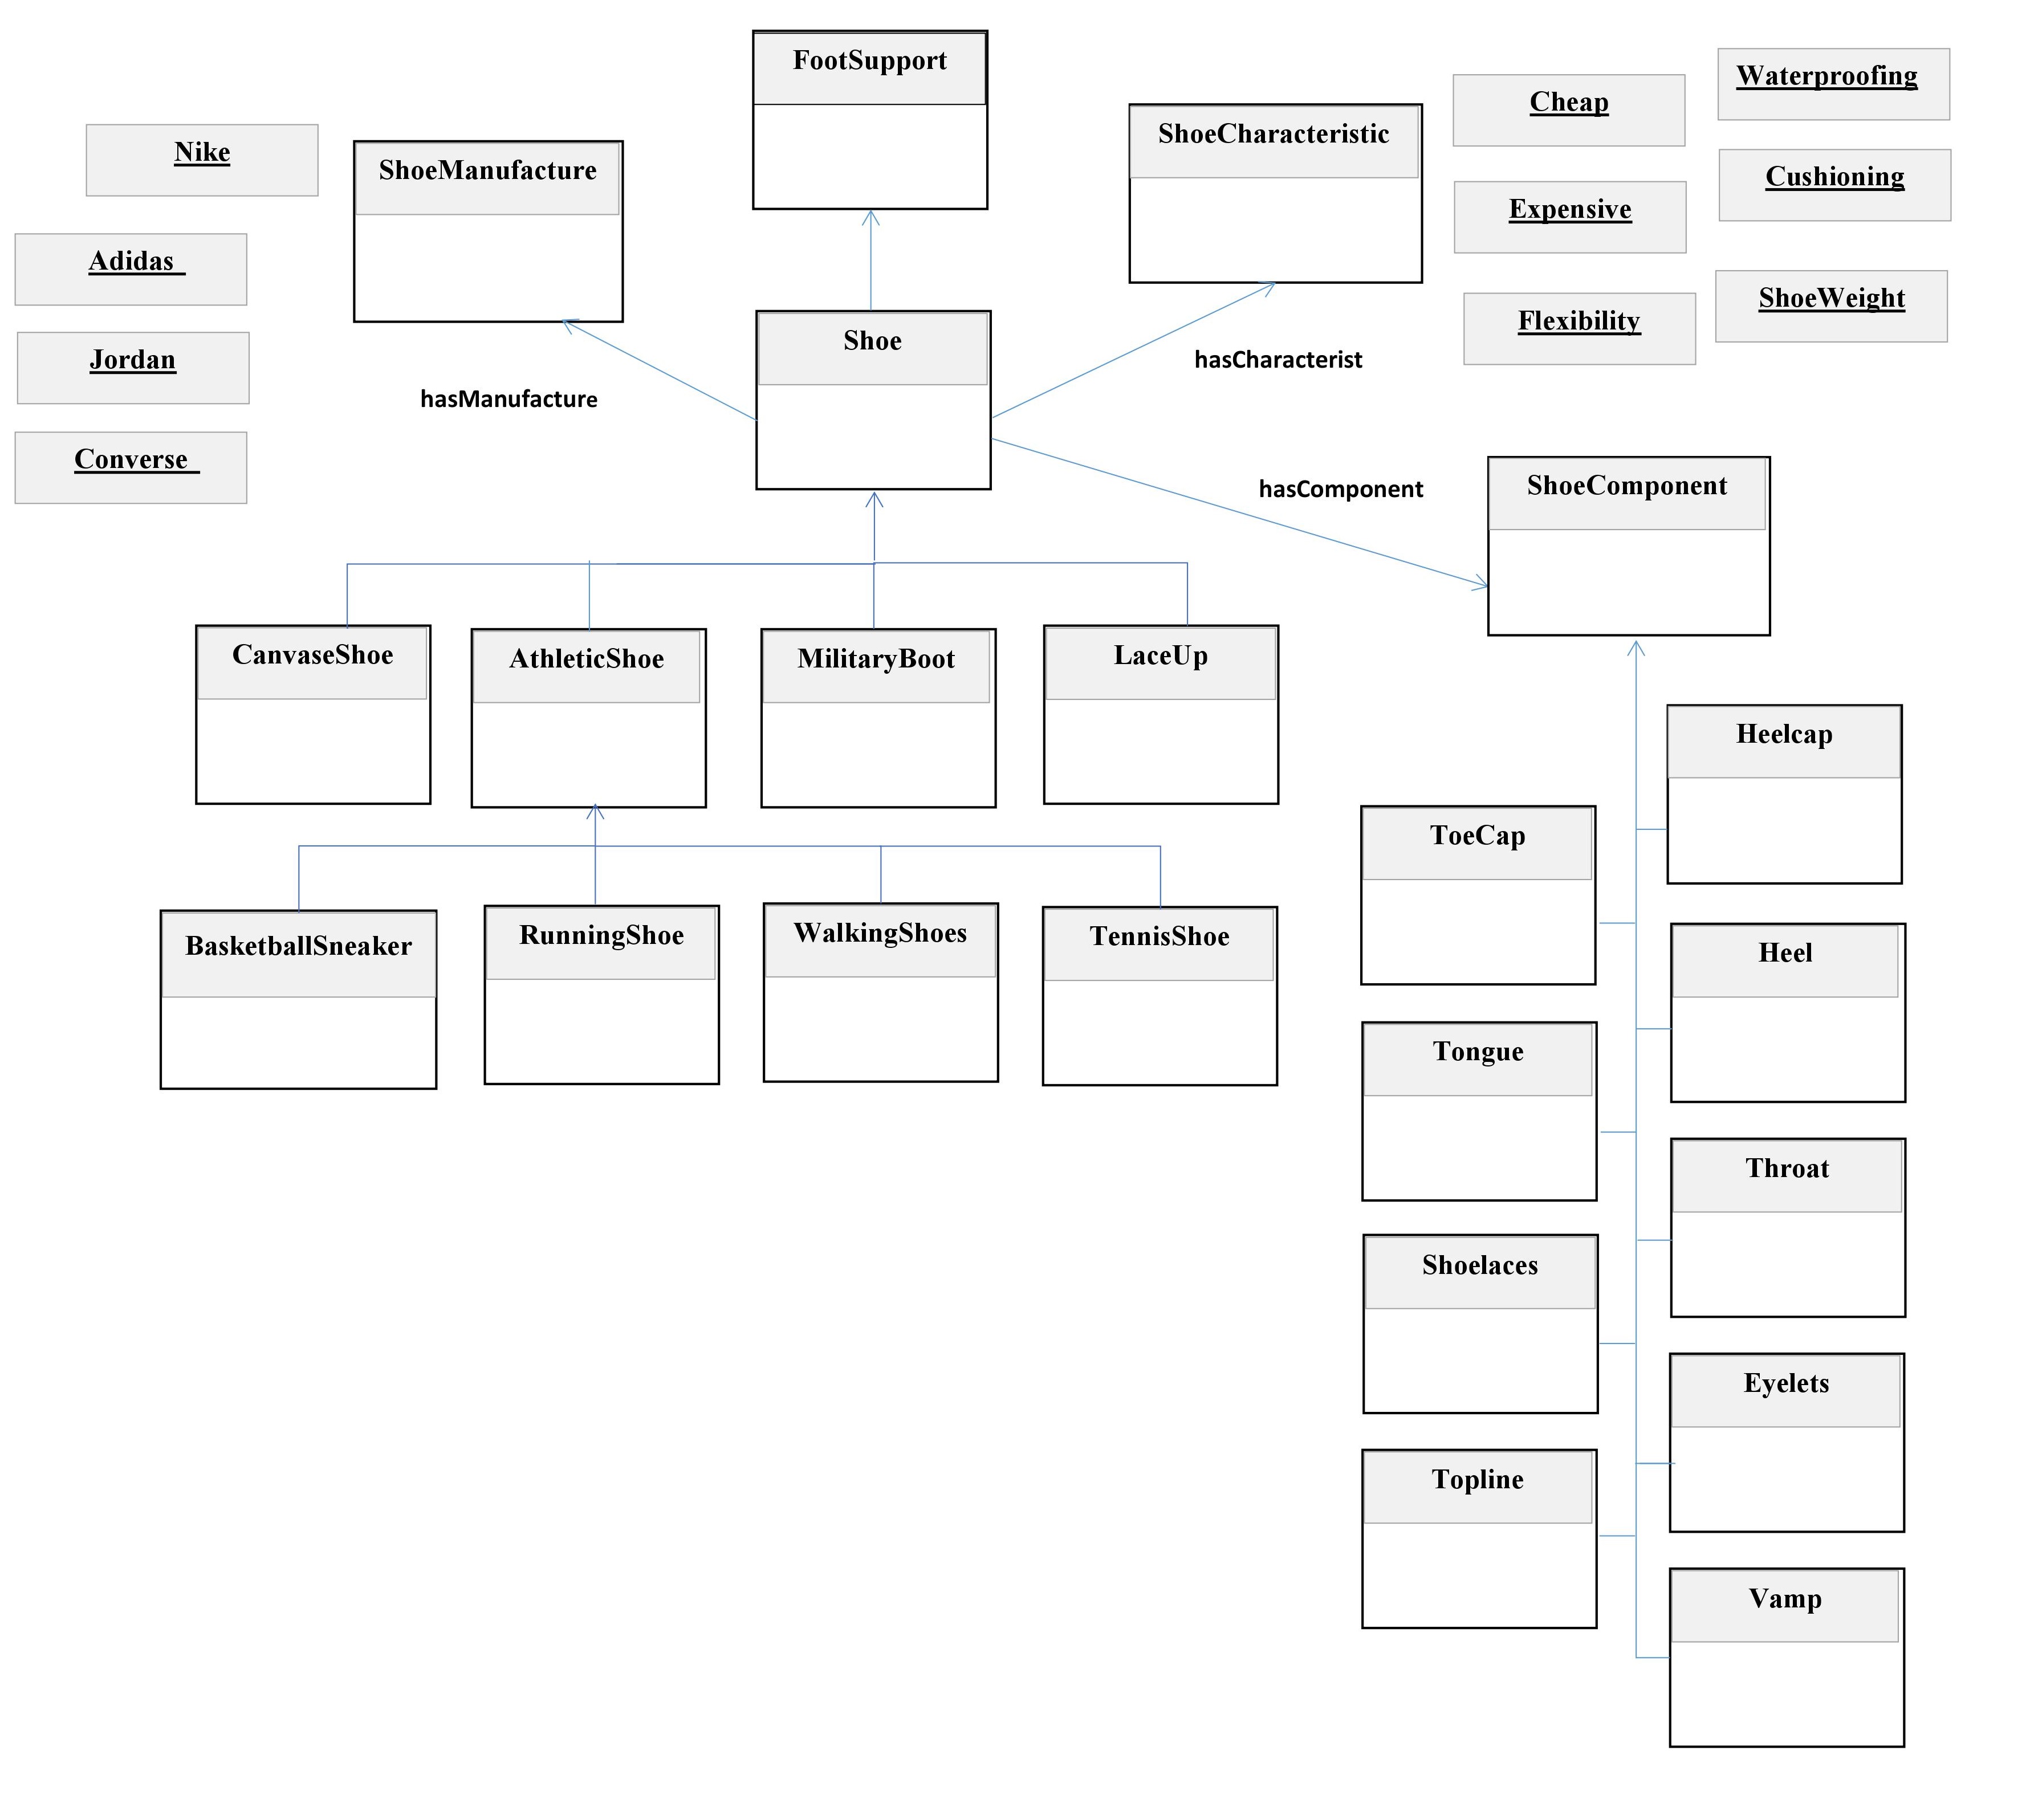 FootSupport
ShoeCharacteristic
Cheap
Waterproofing
Nike
ShoeManufacture
Expensive
Cushioning
Adidas
Flexibility
ShoeWeight
Jordan
Shoe
hasCharacterist
hasManufacture
Converse
hasComponent
ShoeComponent
CanvaseShoe
AthleticShoe
MilitaryBoot
LaceUp
Heelcap
ToeCap
BasketballSneaker
RunningShoe
WalkingShoes
TennisShoe
Heel
Tongue
Throat
Shoelaces
Eyelets
Topline
Vamp